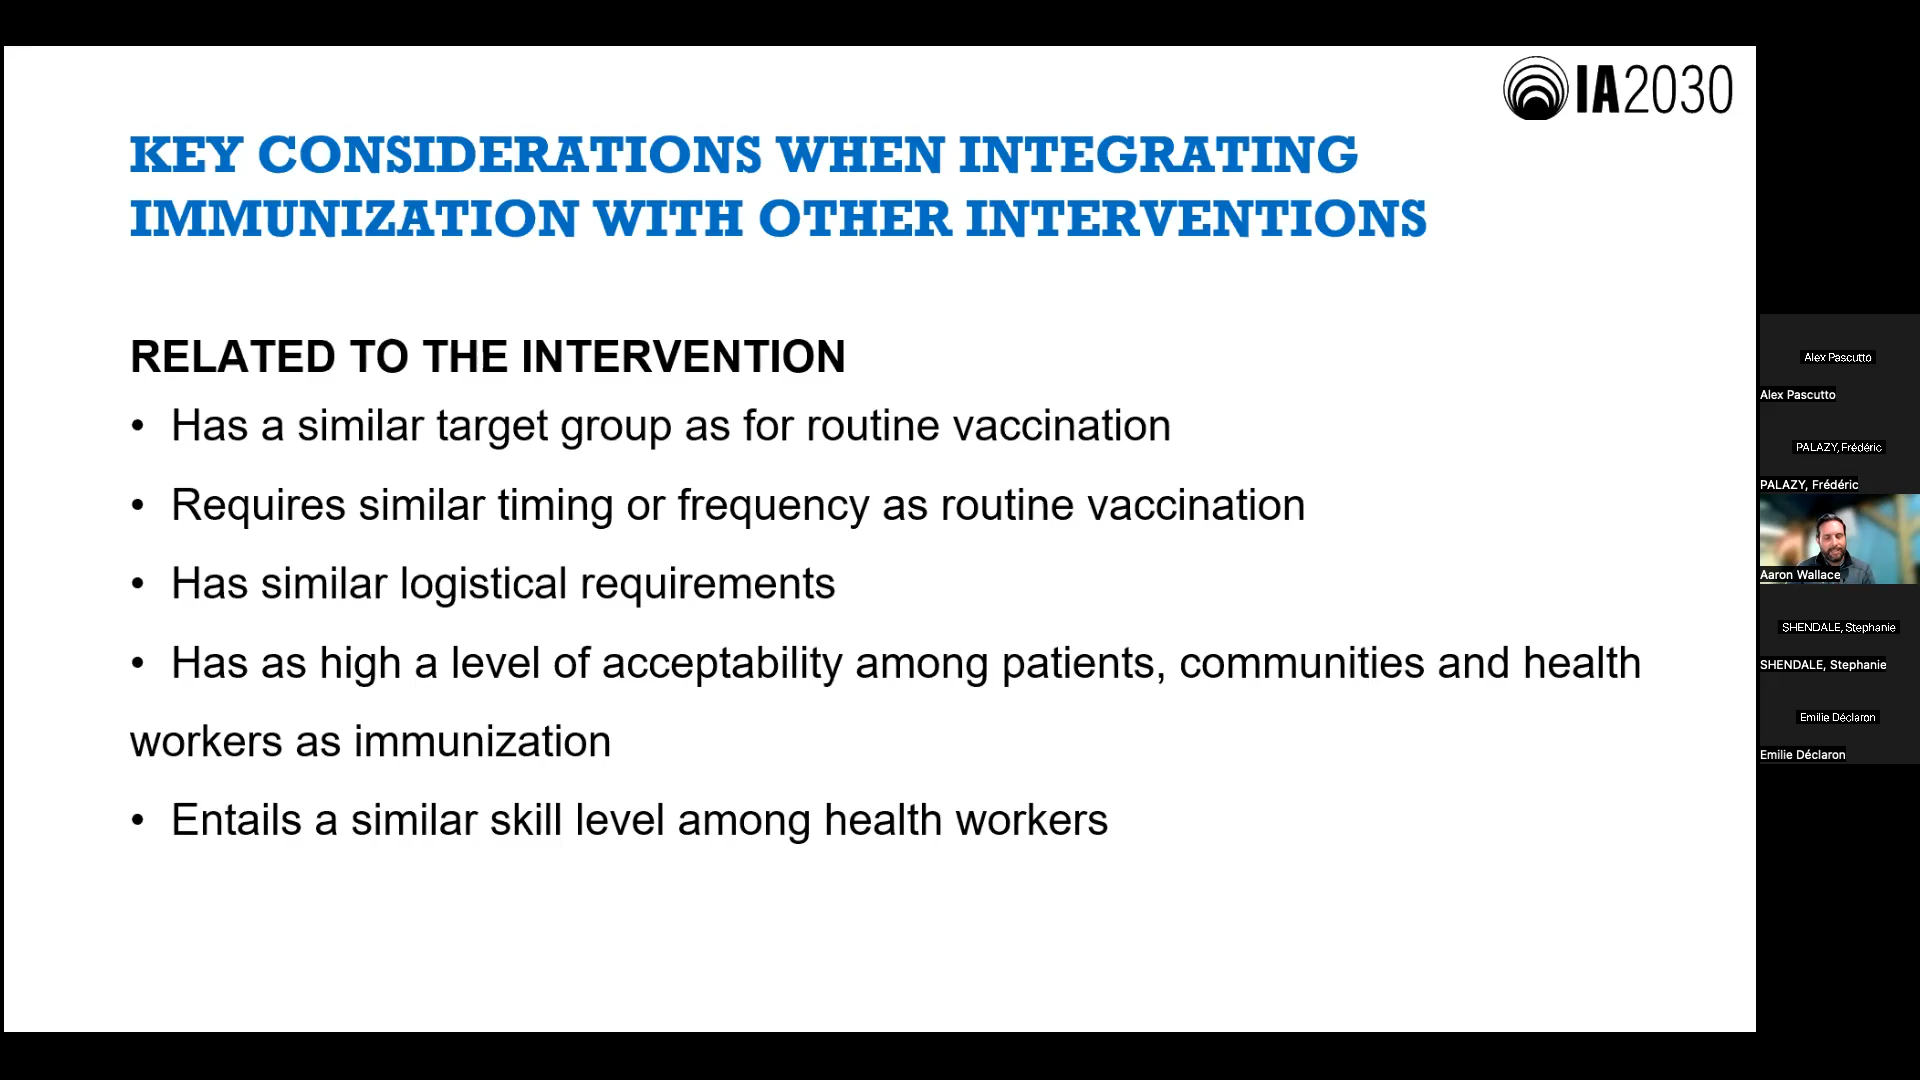 IA2030
KEY CONSIDERATIONS WHEN INTEGRATING
IMMUNIZATION WITH OTHER INTERVENTIONS
RELATED TO THE INTERVENTION
• Has a similar target group as for routine vaccination
• Requires similar timing or frequency as routine vaccination
• Has similar logistical requirements
• Has as high a level of acceptability among patients, communities and health
workers as immunization
• Entails a similar skill level among health workers
Alex Pascutto
Alex Pascutto
PALAZY, Frédéric
PALAZY, Frédéric
Aaron Wallace
SHENDALE, Stephanie
SHENDALE, Stephanie
Emilie Déclaron
Emilie Déclaron